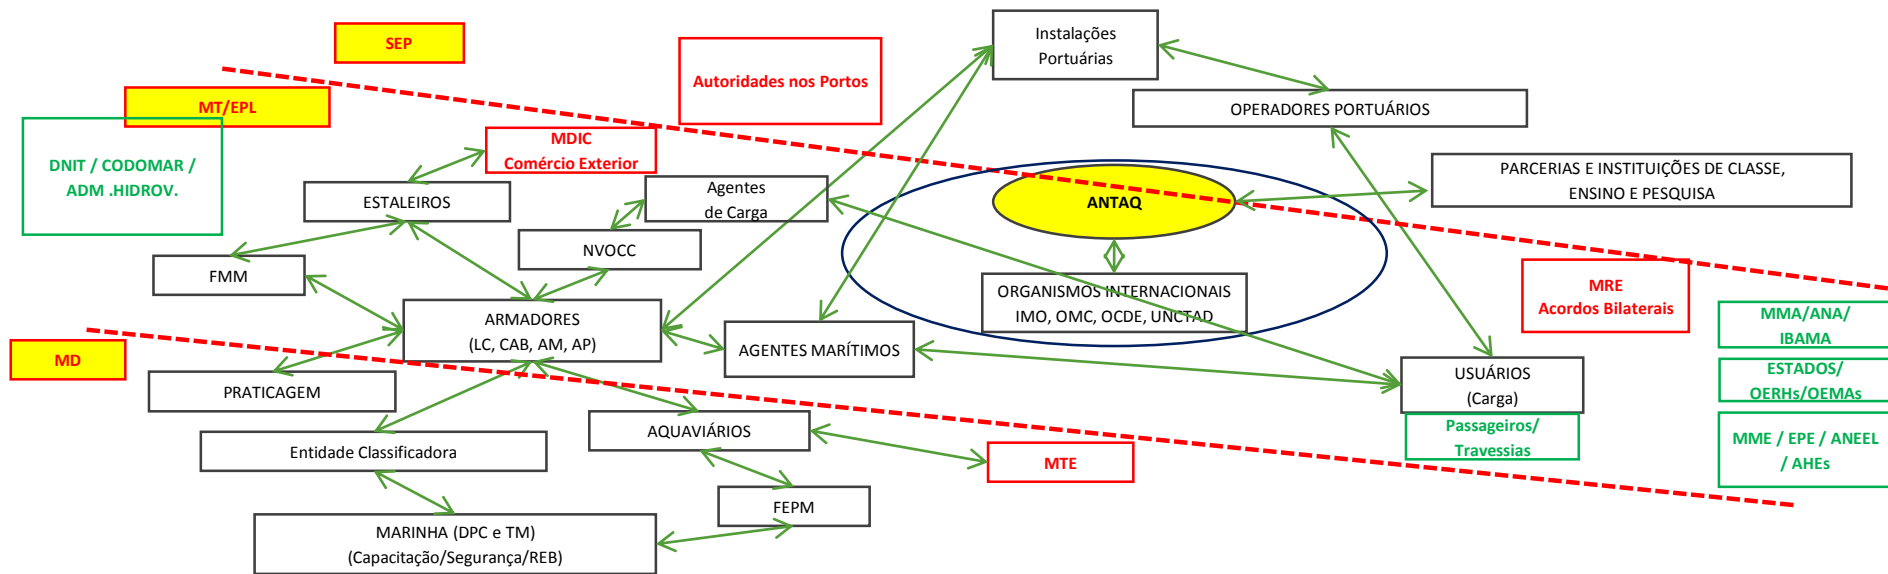 SEP
Instalações
Portuárias
Autoridades nos Portos
MT/EPL
OPERADORES PORTUÁRIOS
MDIC
Comércio Exterior
DNIT / CODOMAR /
ADM .HIDROV.
PARCERIAS E INSTITUIÇÕES DE CLASSE,
ENSINO E PESQUISA
ESTALEIROS
Agentes
de Carga
ANTAQ
NVOCC
FMM
ORGANISMOS INTERNACIONAIS
IMO, OMC, OCDE, UNCTAD
MRE
Acordos Bilaterais
ARMADORES
(LC, CAB, AM, AP)
MMA/ANA/
IBAMA
MD
AGENTES MARÍTIMOS
USUÁRIOS
(Carga)
ESTADOS/
OERHs/OEMAs
PRATICAGEM
AQUAVIÁRIOS
Passageiros/
Travessias
MME / EPE / ANEEL
/ AHEs
Entidade Classificadora
MTE
FEPM
MARINHA (DPC e TM)
(Capacitação/Segurança/REB)